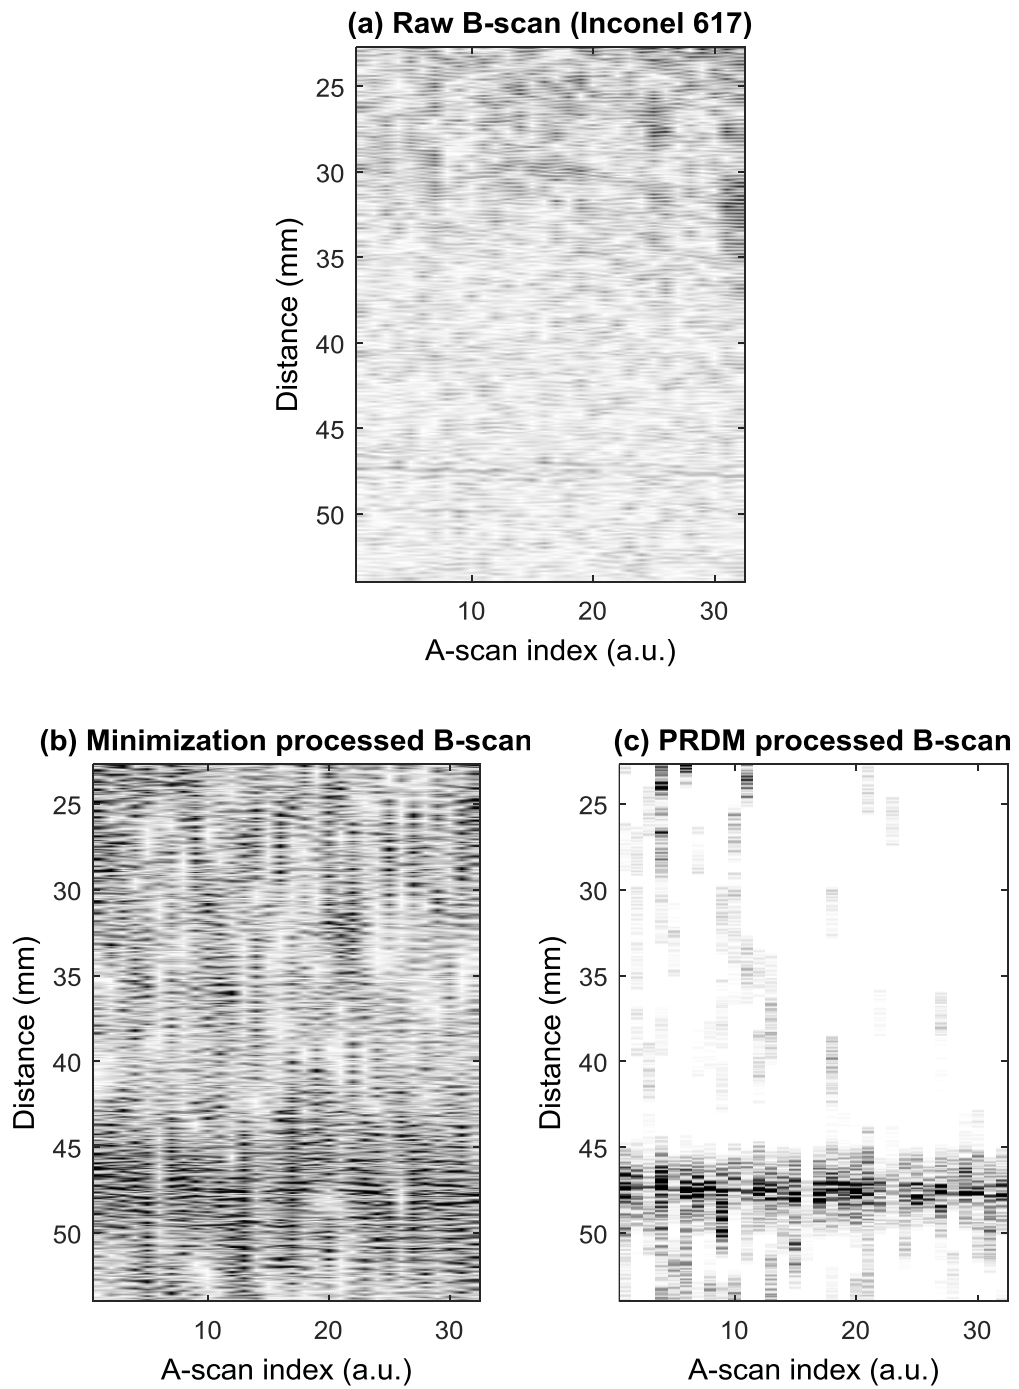 (a) Raw B-scan (Inconel 617)
25
30
35
40
45
50
Distance (mm)
10 20 30
A-scan index (a.u.)
(b) Minimization processed B-scan
25
30
35
40
45
50
Distance (mm)
10 20 30
A-scan index (a.u.)
(c) PRDM processed B-scan
25
30
35
40
45
50
Distance (mm)
10 20 30
A-scan index (a.u.)